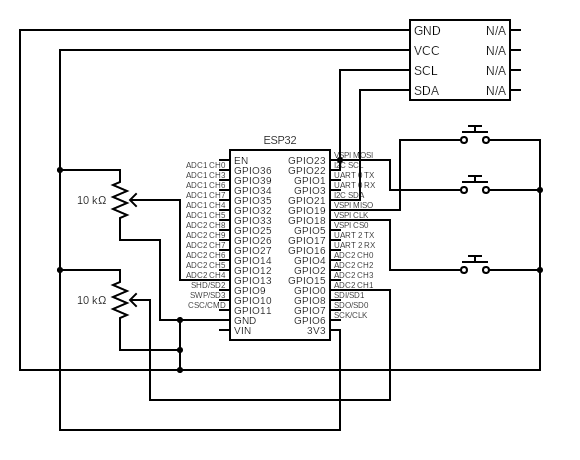 GND N/A
VCC N/A
SCL N/A
SDA N/A
ESP32
VSPI MOSI
EN GPIO23
ADC1 CH0 I2C SCL
GPIO36 GPIO22
ADC1 CH3 UART 0 TX
GPIO39 GPIO1
ADC1 CH6 UART 0 RX
GPIO34 GPIO3
ADC1 CH7 I2C SDA
10 kΩ GPIO35 GPIO21
ADC1 CH4 VSPI MISO
GPIO32 GPIO19
ADC1 CH5 VSPI CLK
GPIO33 GPIO18
ADC2 CH8 VSPI CS0
GPIO25 GPIO5
ADC2 CH9 UART 2 TX
GPIO26 GPIO17
ADC2 CH7 UART 2 RX
GPIO27 GPIO16
ADC2 CH6 ADC2 CH0
GPIO14 GPIO4
ADC2 CH5 ADC2 CH2
GPIO12 GPIO2
ADC2 CH4 ADC2 CH3
GPIO13 GPIO15
SHD/SD2 ADC2 CH1
GPIO9 GPIO0
SWP/SD3 SDI/SD1
10 kΩ GPIO10 GPIO8
CSC/CMD SDO/SD0
GPIO11 GPIO7
SCK/CLK
GND GPIO6
VIN 3V3